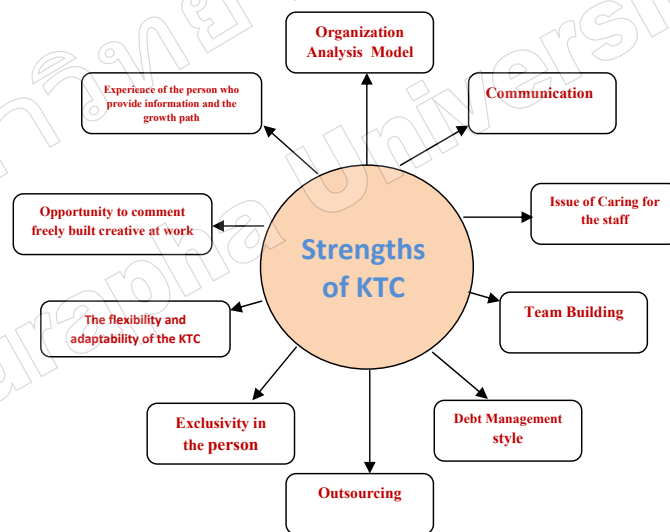 Organization
Analysis Model
Experience of the person who
provide information and the
growth path
Communication
Opportunity to comment
freely built creative at work
Issue of Caring for
the staff
Strengths
of KTC
The flexibility and
adaptability of the KTC
Team Building
Exclusivity in
the person
Debt Management
style
Outsourcing